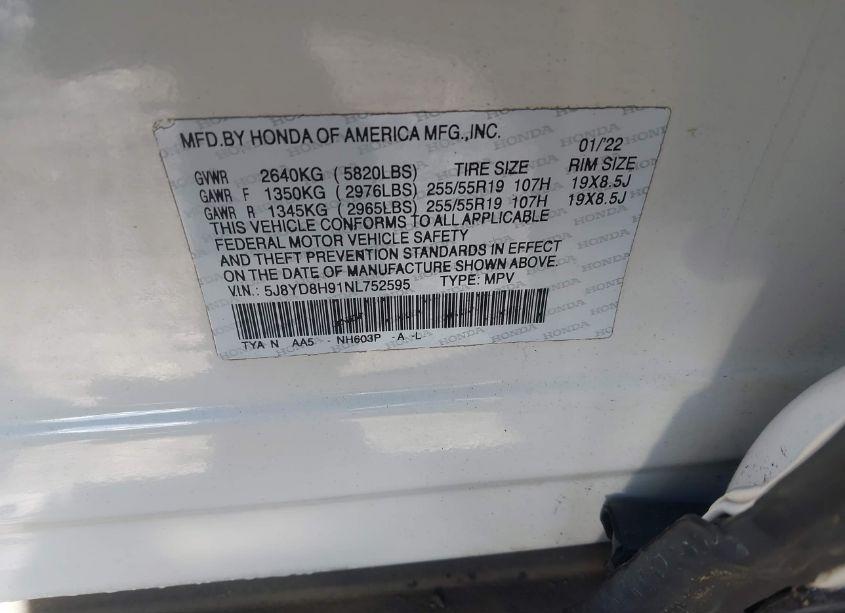 MFD.BY HONDA OF AMERICA MFG.,INC. 01/'22
GVWR 2640KG ( 5820LBS) TIRE SIZE RIM SIZE
GAWR F 1350KG ( 2976LBS) 255/55R19 107H 19X8.5J
GAWR R 1345KG ( 2965LBS) 255/55R19 107H 19X8.5J
THIS VEHICLE CONFORMS TO ALL APPLICABLE
FEDERAL MOTOR VEHICLE SAFETY
AND THEFT PREVENTION STANDARDS IN EFFECT
ON THE DATE OF MANUFACTURE SHOWN ABOVE.
V.I.N.: 5J8YD8H91NL752595 TYPE: MPV
TYA N AA5 - NH603P -A -L